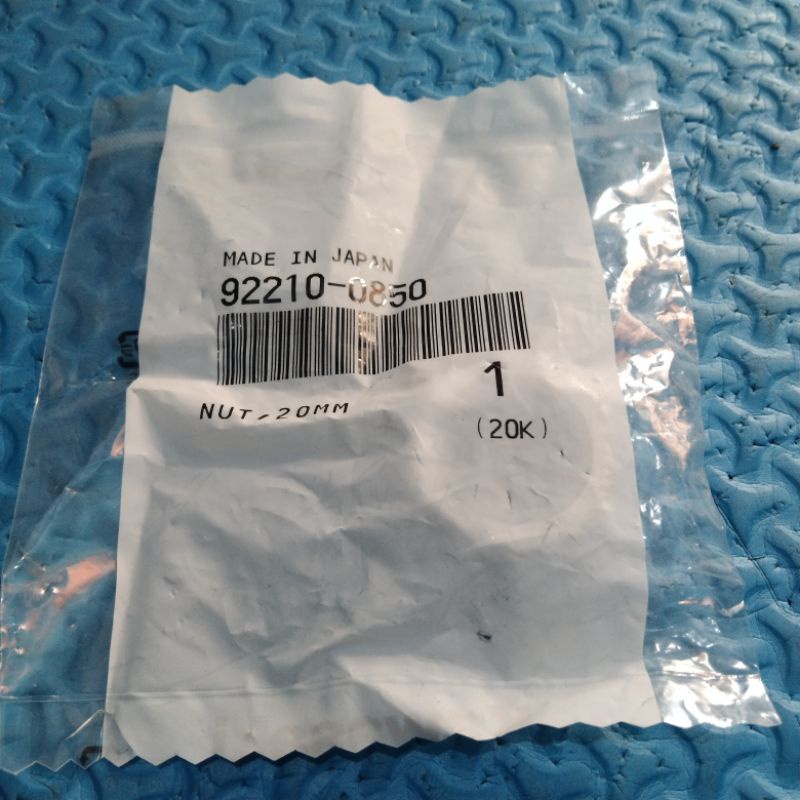 MADE IN JAPAN
92210-0850
1
NUT,20MM
(20K)